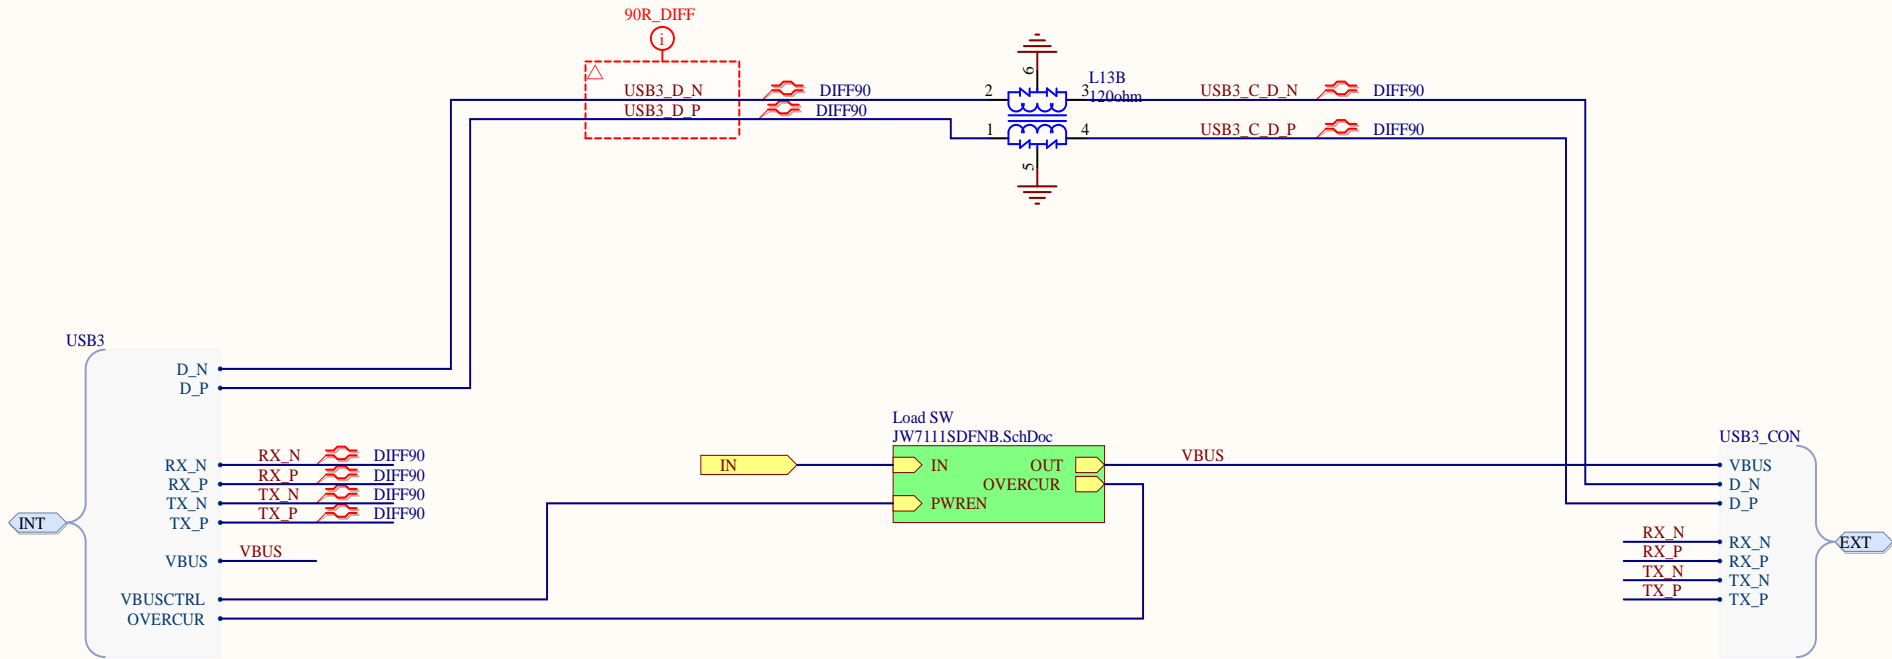 90R_DIFF
i
USB3_D_N
DIFF90
USB3_D_P
DIFF90
2
1
6
5
3
4
L13B
120ohm
USB3_C_D_N
DIFF90
USB3_C_D_P
DIFF90
USB3
D_N
D_P
RX_N
RX_P
TX_N
TX_P
VBUS
VBUSCTRL
OVERCUR
INT
RX_N
DIFF90
RX_P
DIFF90
TX_N
DIFF90
TX_P
DIFF90
VBUS
IN
Load SW
JW7111SDFNB.SchDoc
IN
OUT
OVERCUR
PWREN
VBUS
USB3_CON
VBUS
D_N
D_P
RX_N
RX_N
RX_P
RX_P
TX_N
TX_N
TX_P
TX_P
EXT